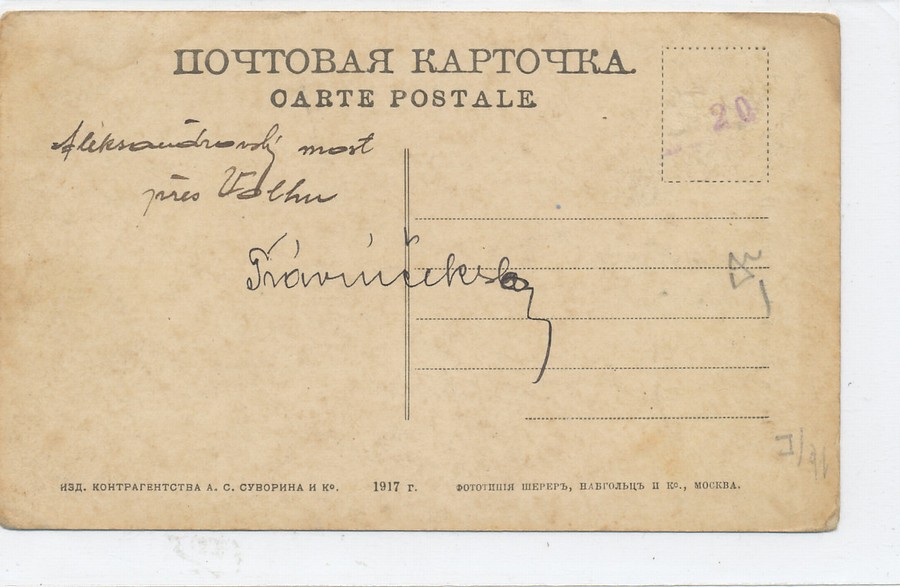 ПОЧТОВАЯ КАРТОЧКА.
CARTE POSTALE
20
Aleksandrovský most
přes Volhu
ИЗД. КОНТРАГЕНТСТВА А. С. СУВОРИНА И Ко. 1917 г. ФОТОТИПІЯ ШЕРЕРЪ, НАБГОЛЬЦЪ И Ко., МОСКВА.